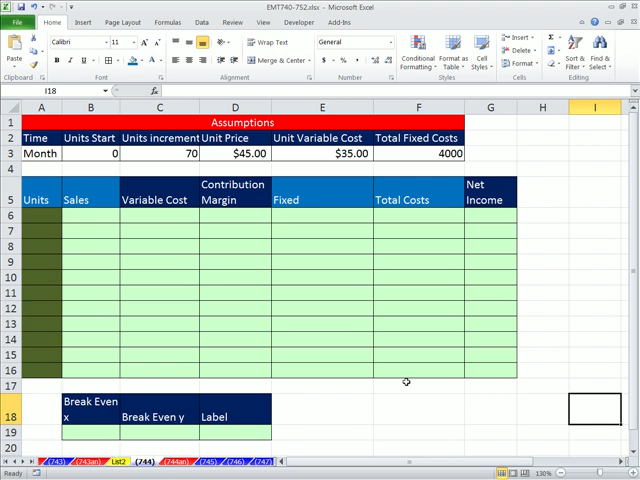 EMT740-752.xlsx - Microsoft Excel
File Home Insert Page Layout Formulas Data Review View Developer Add-Ins
Calibri 11 Wrap Text General
Paste B I U Merge & Center $ % , Conditional Formatting Format as Table Cell Styles Insert Delete Format Sort & Filter Find & Select
Clipboard Font Alignment Number Styles Cells Editing
I18 fx
A B C D E F G H I
1 Assumptions
2 Time Units Start Units increment Unit Price Unit Variable Cost Total Fixed Costs
3 Month 0 70 $45.00 $35.00 4000
4
Contribution Net
5 Units Sales Variable Cost Margin Fixed Total Costs Income
6
7
8
9
10
11
12
13
14
15
16
17
Break Even
18 x Break Even y Label
19
20
(743) (743an) List2 (744) (744an) (745) (746) (747)
Ready 130%